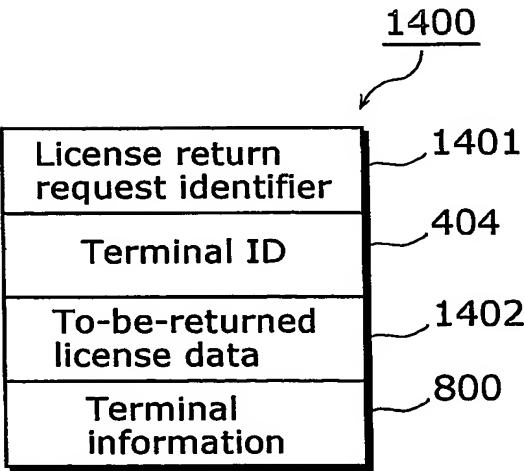 1400
License return
request identifier
1401
Terminal ID
404
To-be-returned
license data
1402
Terminal
information
800